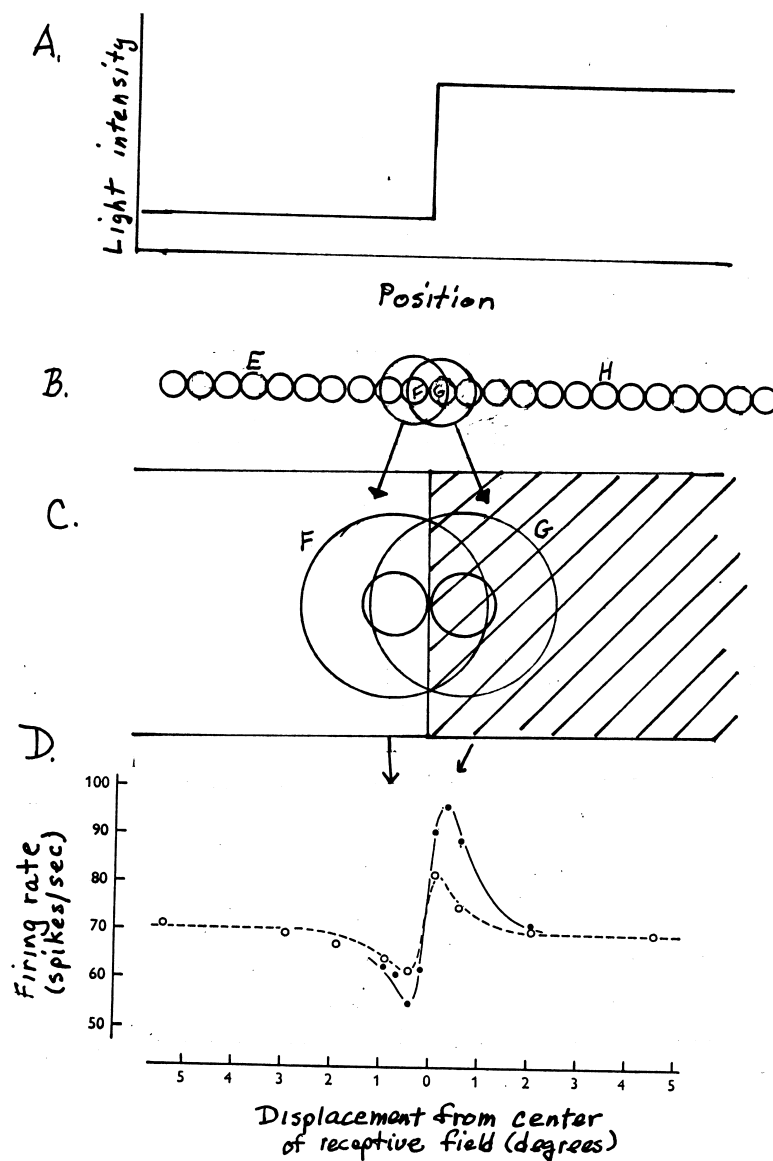 A.
Light intensity
Position
B.
E
F G
H
C.
F
G
D.
Firing rate
(spikes/sec)
100
90
80
70
60
50
5 4 3 2 1 0 1 2 3 4 5
Displacement from center
of receptive field (degrees)